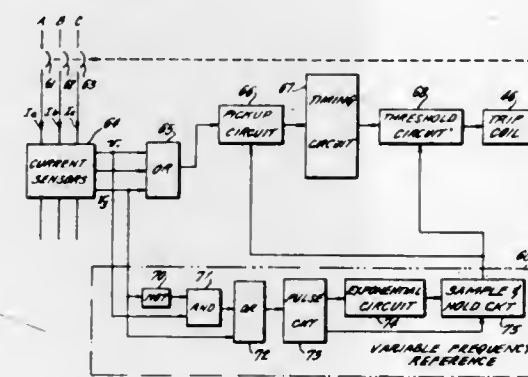 A B C
61 62 63
Ia Ib Ic
64
CURRENT SENSORS
65
OR
66
PICKUP CIRCUIT
67
TIMING CIRCUIT
68
THRESHOLD CIRCUIT
46
TRIP COIL
70
NOT
71
AND
72
OR
73
PULSE CKT
74
EXPONENTIAL CIRCUIT
75
SAMPLE & HOLD CKT
VARIABLE FREQUENCY
REFERENCE